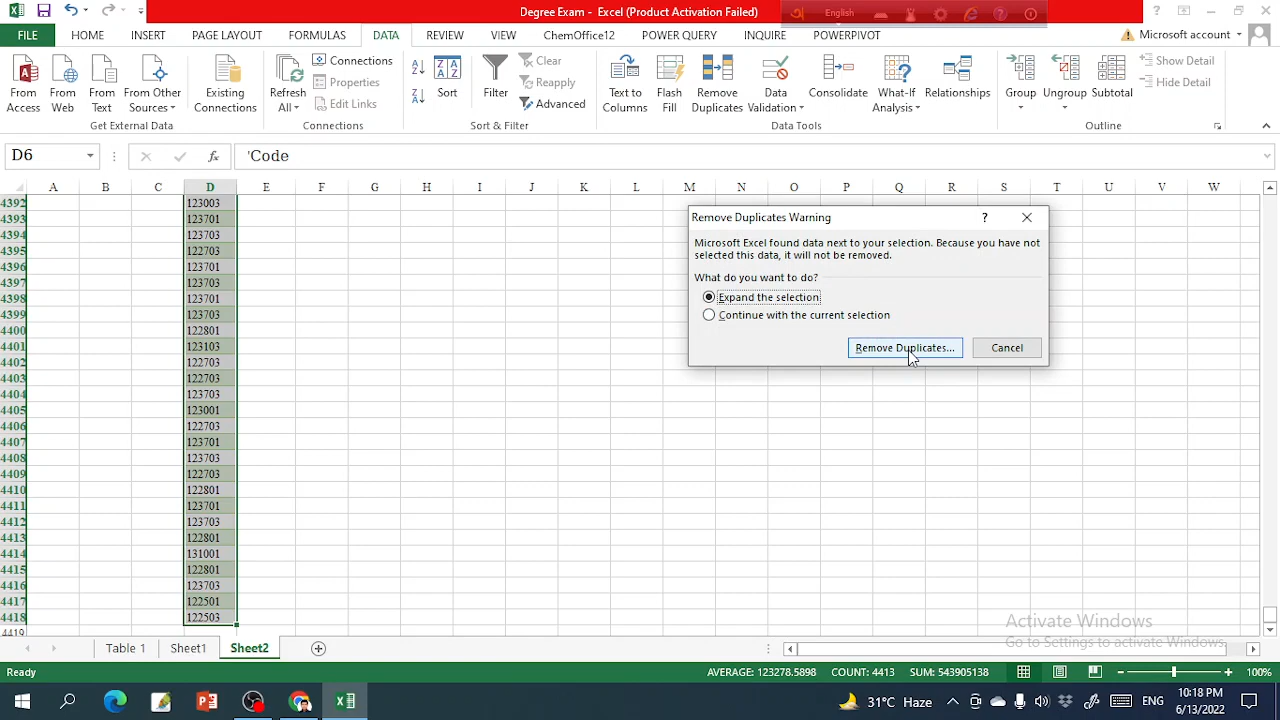 Degree Exam - Excel (Product Activation Failed)
English
FILE HOME INSERT PAGE LAYOUT FORMULAS DATA REVIEW VIEW ChemOffice12 POWER QUERY INQUIRE POWERPIVOT Microsoft account
From Access
From Web
From Text
From Other Sources
Get External Data
Existing Connections
Refresh All
Connections
Properties
Edit Links
Connections
Sort
Filter
Clear
Reapply
Advanced
Sort & Filter
Text to Columns
Flash Fill
Remove Duplicates
Data Validation
Consolidate
What-If Analysis
Relationships
Data Tools
Group
Ungroup
Subtotal
Show Detail
Hide Detail
Outline
D6 fx 'Code
A B C D E F G H I J K L M N O P Q R S T U V W
4392 123003
4393 123701
4394 123703
4395 122703
4396 123701
4397 123703
4398 123701
4399 123703
4400 122801
4401 123103
4402 122703
4403 122703
4404 123703
4405 123001
4406 122703
4407 123701
4408 123703
4409 122703
4410 122801
4411 123701
4412 123703
4413 122801
4414 131001
4415 122801
4416 123703
4417 122501
4418 122503
4419
Remove Duplicates Warning ?
Microsoft Excel found data next to your selection. Because you have not
selected this data, it will not be removed.
What do you want to do?
Expand the selection
Continue with the current selection
Remove Duplicates... Cancel
Activate Windows
Go to Settings to activate Windows.
Table 1 Sheet1 Sheet2
Ready AVERAGE: 123278.5898 COUNT: 4413 SUM: 543905138 100%
31°C Haze ENG 10:18 PM
6/13/2022